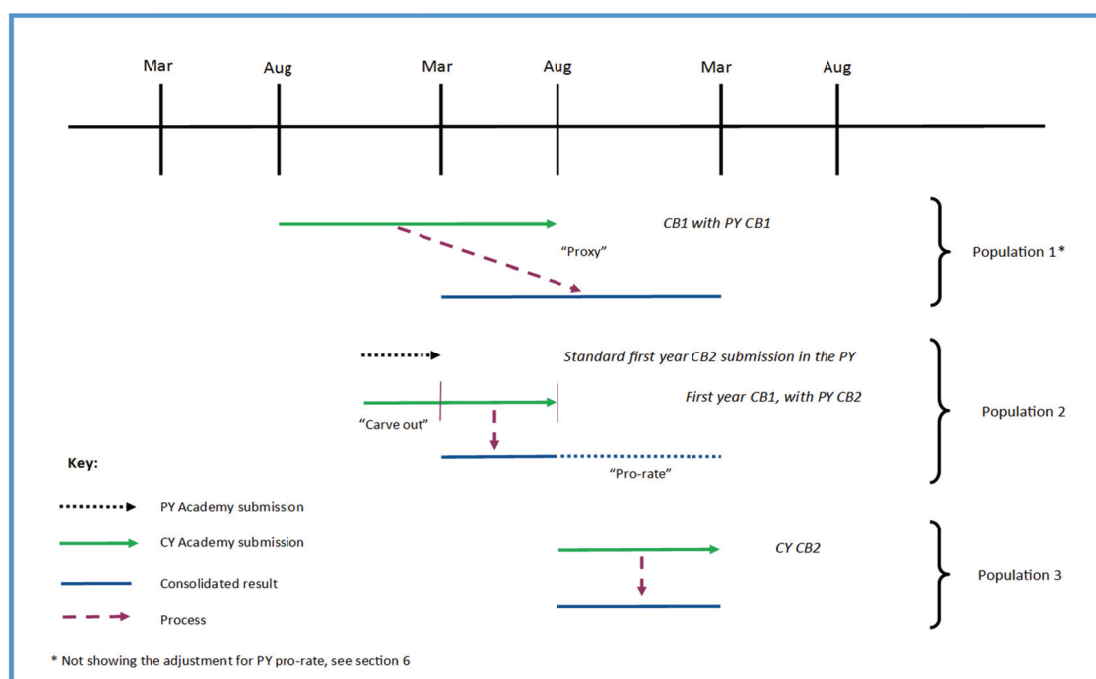 Mar
Aug
Mar
Aug
Mar
Aug
CB1 with PY CB1
"Proxy"
Population 1*
Standard first year CB2 submission in the PY
First year CB1, with PY CB2
"Carve out"
Population 2
"Pro-rate"
Key:
PY Academy submisson
CY Academy submission
CY CB2
Consolidated result
Population 3
Process
* Not showing the adjustment for PY pro-rate, see section 6